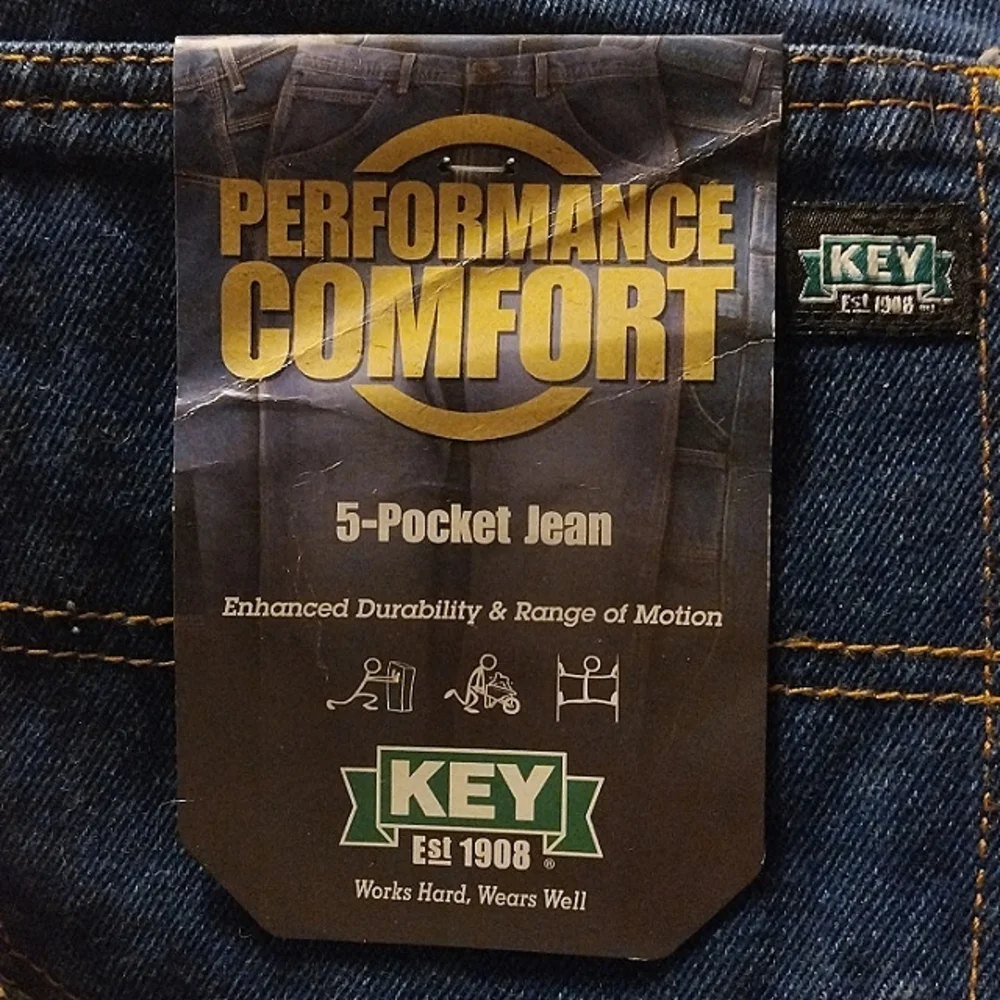 PERFORMANCE
COMFORT
5-Pocket Jean
Enhanced Durability & Range of Motion
KEY
Est 1908 ®
Works Hard, Wears Well
KEY
Est 1908